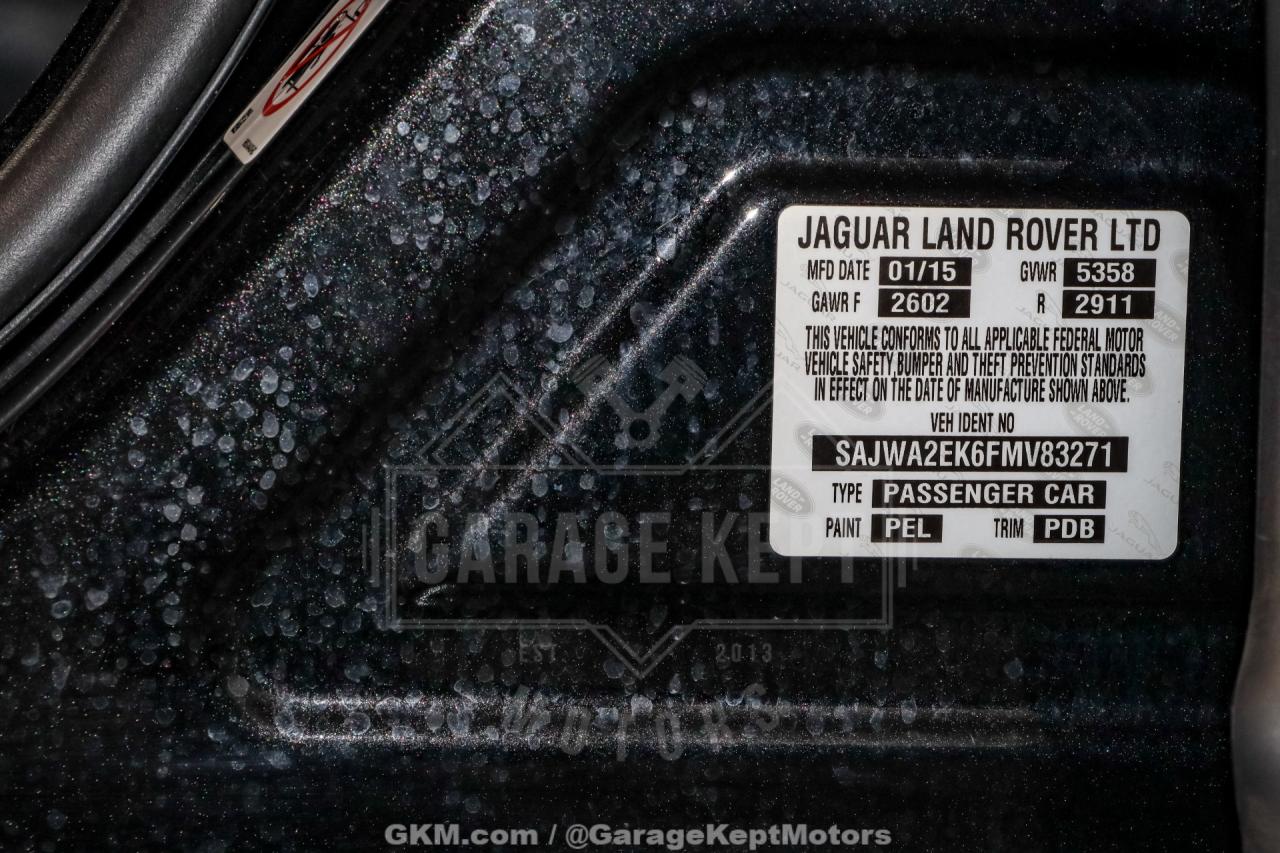 JAGUAR LAND ROVER LTD
MFD DATE 01/15 GVWR 5358
GAWR F 2602 R 2911
THIS VEHICLE CONFORMS TO ALL APPLICABLE FEDERAL MOTOR
VEHICLE SAFETY, BUMPER AND THEFT PREVENTION STANDARDS
IN EFFECT ON THE DATE OF MANUFACTURE SHOWN ABOVE.
VEH IDENT NO
SAJWA2EK6FMV83271
TYPE PASSENGER CAR
PAINT PEL TRIM PDB
GARAGE KEPT
EST 2013
MOTORS
GKM.com / @GarageKeptMotors